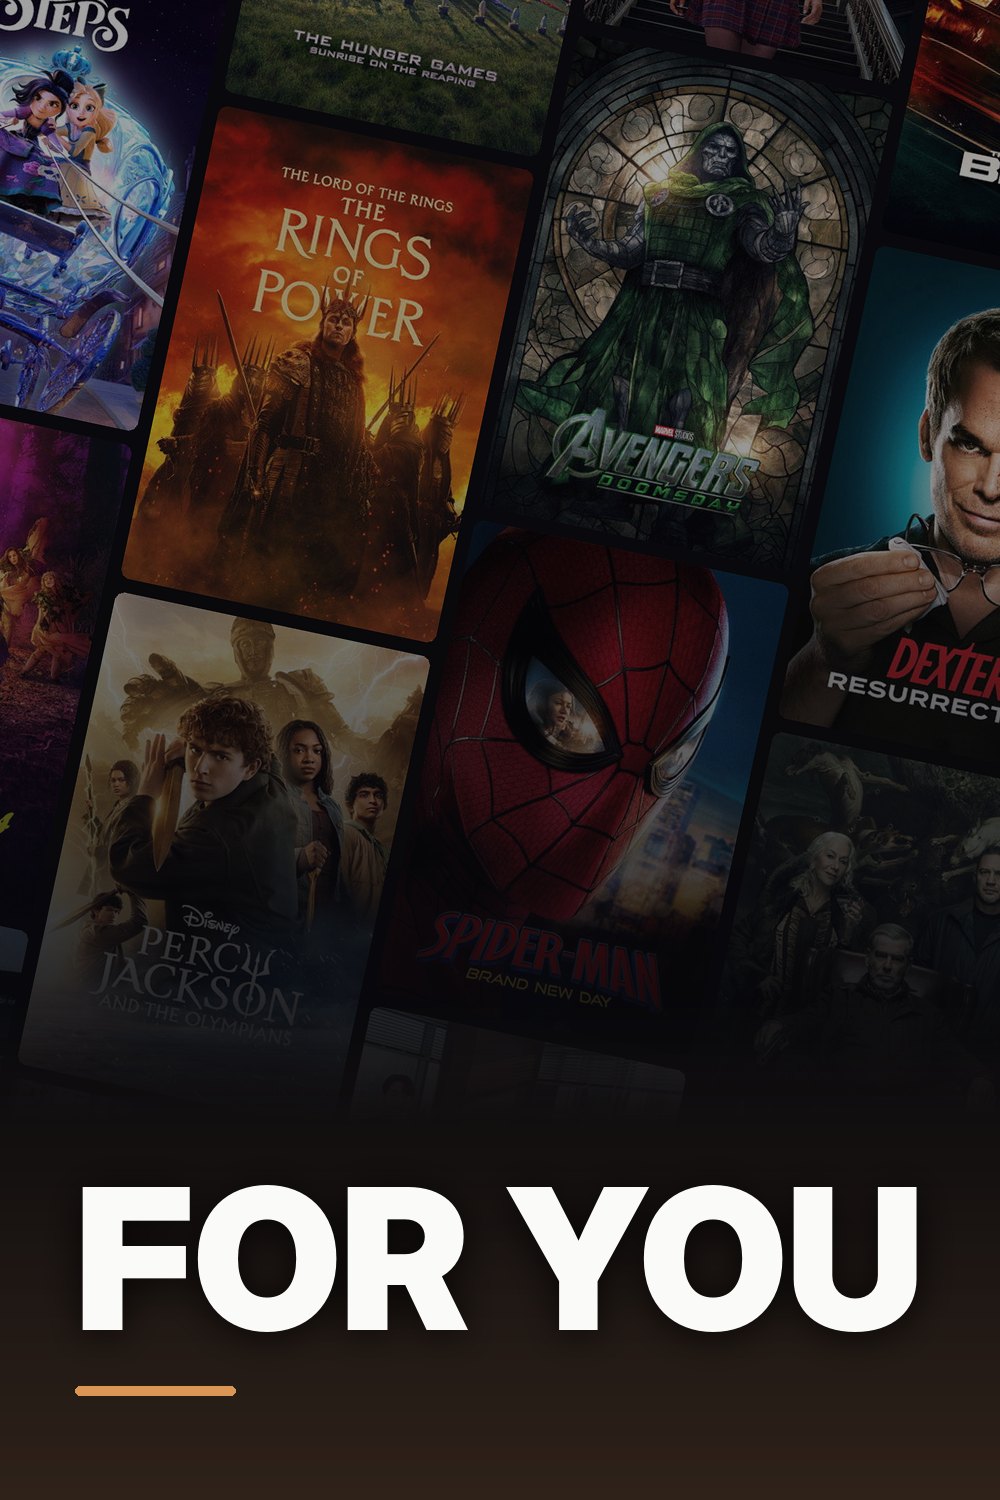 STEPS
THE HUNGER GAMES
SUNRISE ON THE REAPING
THE LORD OF THE RINGS
THE
RINGS
OF
POWER
MARVEL STUDIOS
AVENGERS
DOOMSDAY
DEXTER
RESURRECT
DISNEY
PERCY
JACKSON
AND THE OLYMPIANS
SPIDER-MAN
BRAND NEW DAY
FOR YOU